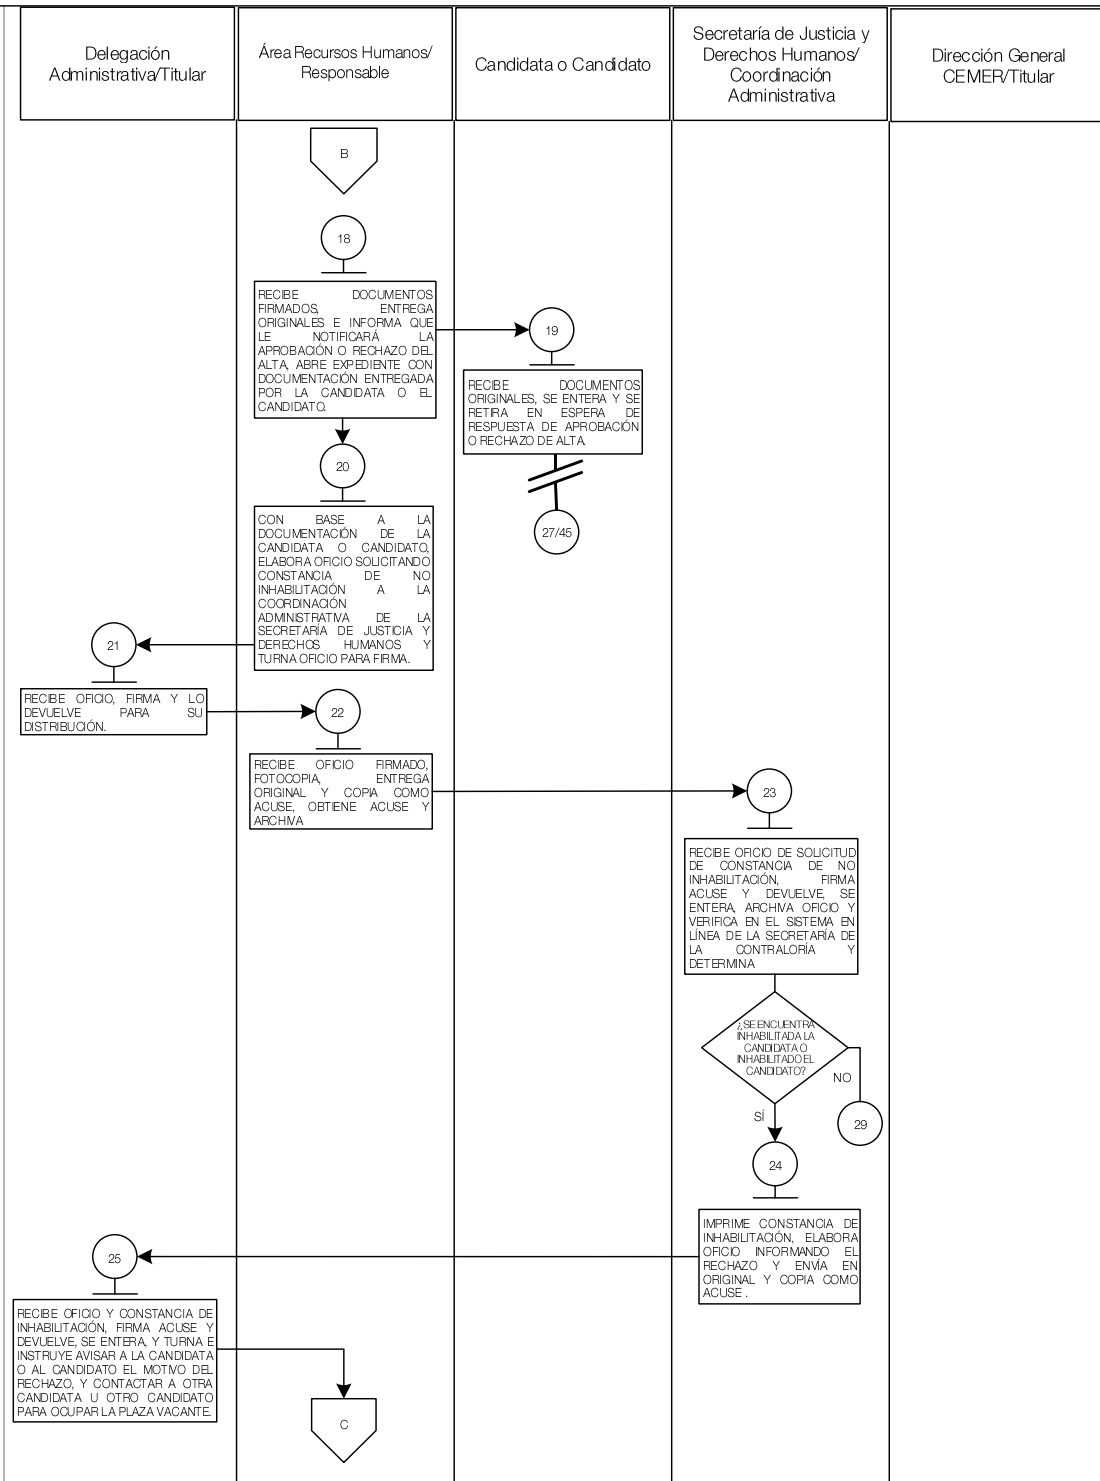 Delegación
Administrativa/Titular
Área Recursos Humanos/
Responsable
Candidata o Candidato
Secretaría de Justicia y
Derechos Humanos/
Coordinación
Administrativa
Dirección General
CEMER/Titular
B
18
RECIBE DOCUMENTOS
FIRMADOS, ENTREGA
ORIGINALES E INFORMA QUE
LE NOTIFICARÁ LA
APROBACIÓN O RECHAZO DEL
ALTA, ABRE EXPEDIENTE CON
DOCUMENTACIÓN ENTREGADA
POR LA CANDIDATA O EL
CANDIDATO.
19
RECIBE DOCUMENTOS
ORIGINALES, SE ENTERA Y SE
RETIRA EN ESPERA DE
RESPUESTA DE APROBACIÓN
O RECHAZO DE ALTA.
27/45
20
CON BASE A LA
DOCUMENTACIÓN DE LA
CANDIDATA O CANDIDATO,
ELABORA OFICIO SOLICITANDO
CONSTANCIA DE NO
INHABILITACIÓN A LA
COORDINACIÓN
ADMINISTRATIVA DE LA
SECRETARÍA DE JUSTICIA Y
DERECHOS HUMANOS Y
TURNA OFICIO PARA FIRMA.
21
RECIBE OFICIO, FIRMA Y LO
DEVUELVE PARA SU
DISTRIBUCIÓN.
22
RECIBE OFICIO FIRMADO,
FOTOCOPIA, ENTREGA
ORIGINAL Y COPIA COMO
ACUSE, OBTIENE ACUSE Y
ARCHIVA
23
RECIBE OFICIO DE SOLICITUD
DE CONSTANCIA DE NO
INHABILITACIÓN, FIRMA
ACUSE Y DEVUELVE, SE
ENTERA, ARCHIVA OFICIO Y
VERIFICA EN EL SISTEMA EN
LÍNEA DE LA SECRETARÍA DE
LA CONTRALORÍA Y
DETERMINA
¿SE ENCUENTRA
INHABILITADA LA
CANDIDATA O
INHABILITADO EL
CANDIDATO?
NO
29
SÍ
24
IMPRIME CONSTANCIA DE
INHABILITACIÓN, ELABORA
OFICIO INFORMANDO EL
RECHAZO Y ENVÍA EN
ORIGINAL Y COPIA COMO
ACUSE .
25
RECIBE OFICIO Y CONSTANCIA DE
INHABILITACIÓN, FIRMA ACUSE Y
DEVUELVE, SE ENTERA, Y TURNA E
INSTRUYE AVISAR A LA CANDIDATA
O AL CANDIDATO EL MOTIVO DEL
RECHAZO, Y CONTACTAR A OTRA
CANDIDATA U OTRO CANDIDATO
PARA OCUPAR LA PLAZA VACANTE.
C